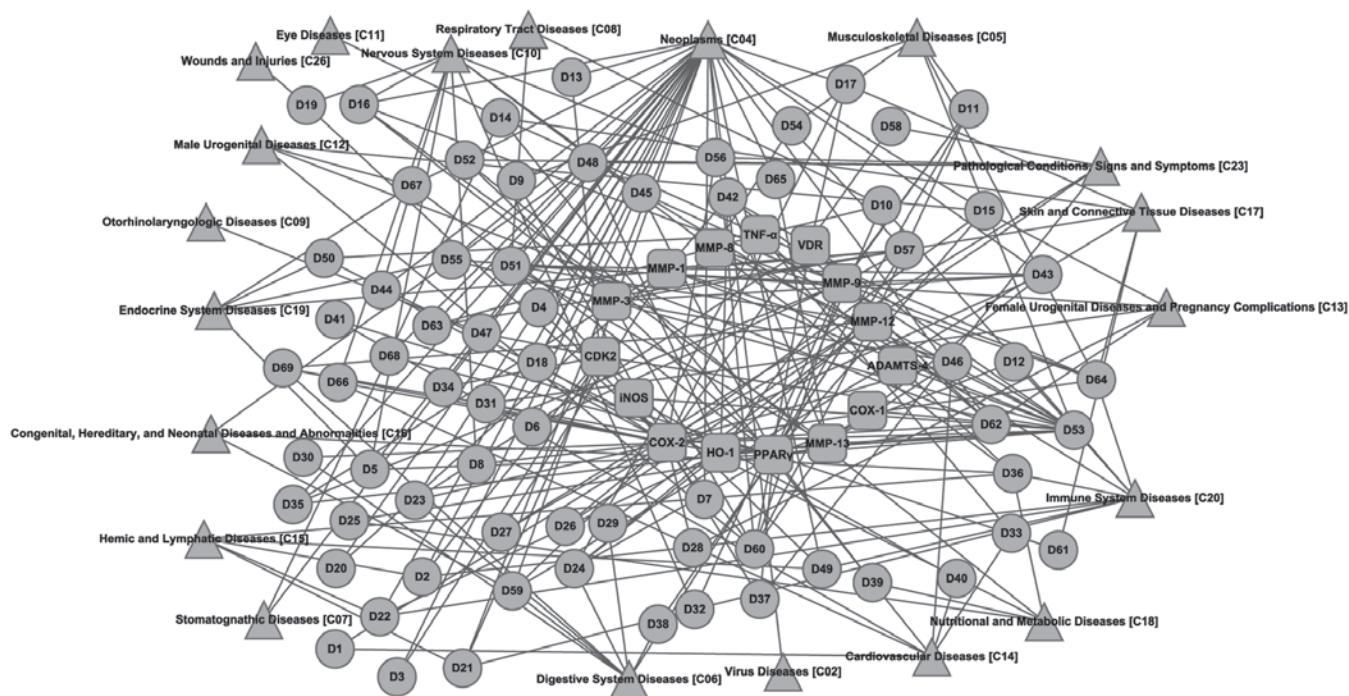 Respiratory Tract Diseases [C08]
Eye Diseases [C11]
Neoplasms [C04]
Musculoskeletal Diseases [C05]
Nervous System Diseases [C10]
Wounds and Injuries [C26]
D13
D17
D19
D16
D11
D14
D54
D58
Male Urogenital Diseases [C12]
D52
D48
D56
Pathological Conditions, Signs and Symptoms [C23]
D67
D9
D45
D65
D42
D10
D15
Skin and Connective Tissue Diseases [C17]
Otorhinolaryngologic Diseases [C09]
TNF-α
VDR
MMP-8
D57
D50
D55
D51
MMP-1
D43
MMP-9
D44
MMP-3
D4
Endocrine System Diseases [C19]
Female Urogenital Diseases and Pregnancy Complications [C13]
D41
D63
D47
MMP-12
D68
CDK2
D18
ADAMTS-4
D46
D12
D69
D66
D34
D64
D31
iNOS
COX-1
D6
D62
D53
Congenital, Hereditary, and Neonatal Diseases and Abnormalities [C16]
COX-2
HO-1
PPARγ
MMP-13
D30
D5
D8
D36
D35
D23
D7
Immune System Diseases [C20]
D25
D27
D26
D29
D33
Hemic and Lymphatic Diseases [C15]
D28
D60
D61
D20
D2
D24
D49
D39
D40
D59
D37
D32
Stomatognathic Diseases [C07]
D22
D38
Nutritional and Metabolic Diseases [C18]
D1
D3
D21
Digestive System Diseases [C06]
Virus Diseases [C02]
Cardiovascular Diseases [C14]